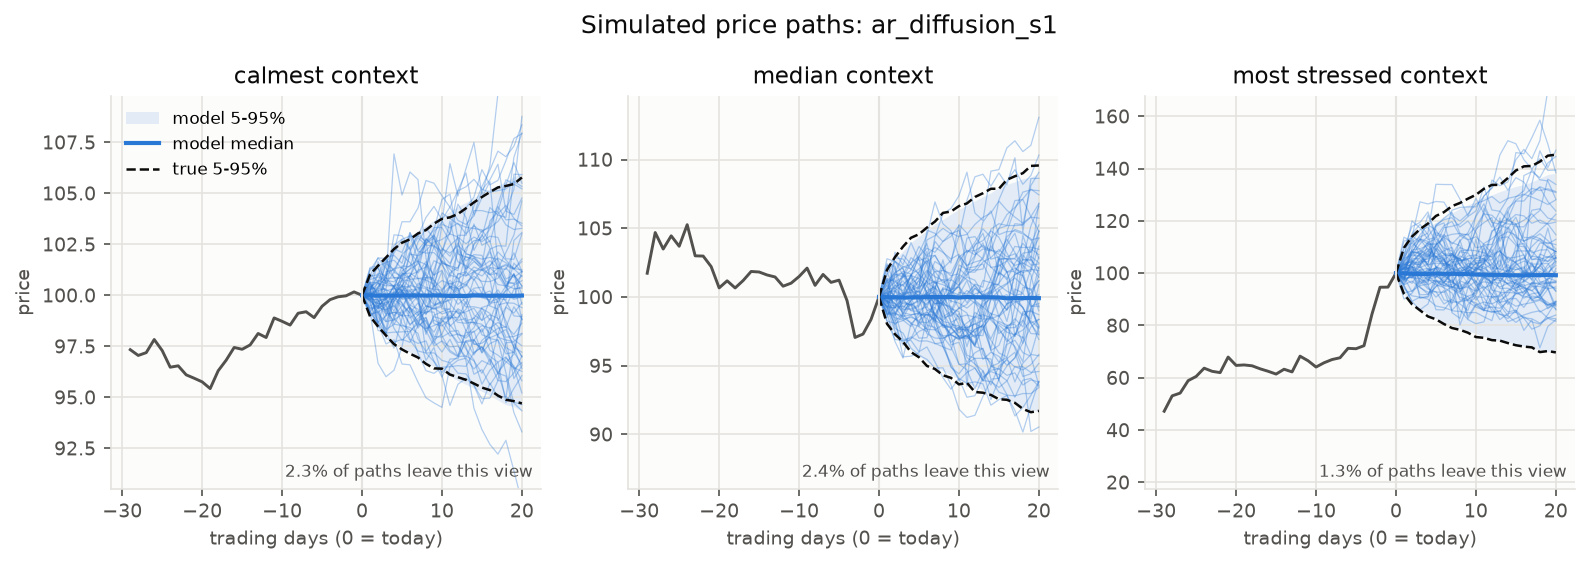 Simulated price paths: ar_diffusion_s1
calmest context
median context
most stressed context
model 5-95%
model median
true 5-95%
107.5
105.0
102.5
100.0
97.5
95.0
92.5
price
2.3% of paths leave this view
−30 −20 −10 0 10 20
trading days (0 = today)
110
105
100
95
90
price
2.4% of paths leave this view
−30 −20 −10 0 10 20
trading days (0 = today)
160
140
120
100
80
60
40
20
price
1.3% of paths leave this view
−30 −20 −10 0 10 20
trading days (0 = today)